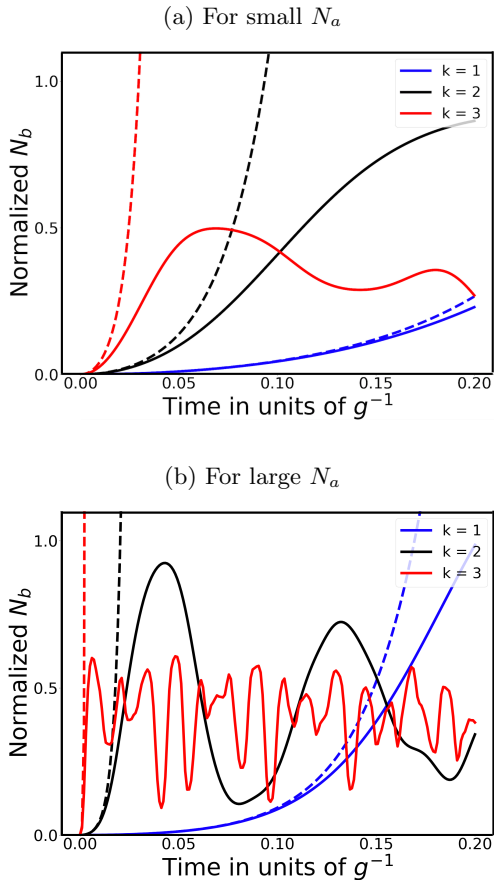 (a) For small N_a
1.0
0.5
0.0
Normalized N_b
k = 1
k = 2
k = 3
0.00 0.05 0.10 0.15 0.20
Time in units of g⁻¹
(b) For large N_a
1.0
0.5
0.0
Normalized N_b
k = 1
k = 2
k = 3
0.00 0.05 0.10 0.15 0.20
Time in units of g⁻¹